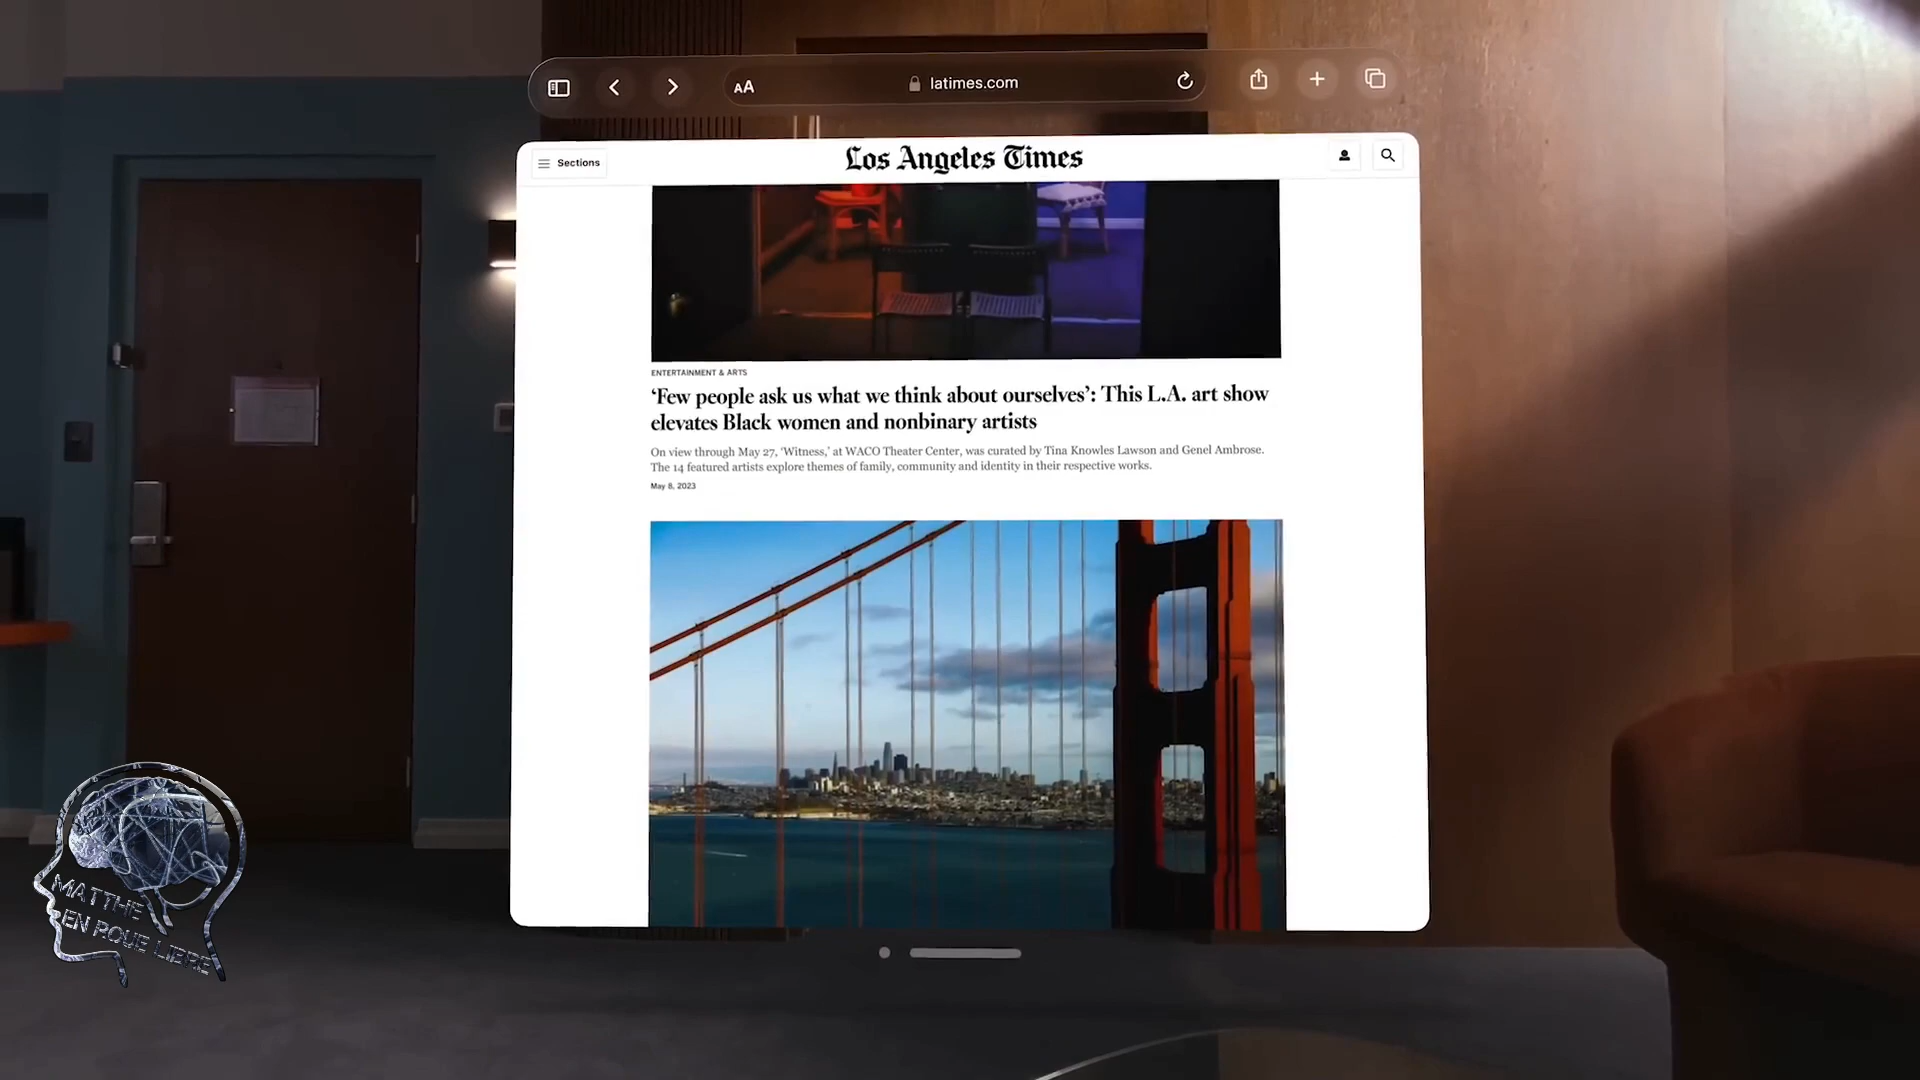 AA
latimes.com
Sections
Los Angeles Times
ENTERTAINMENT & ARTS
‘Few people ask us what we think about ourselves’: This L.A. art show
elevates Black women and nonbinary artists
On view through May 27, ‘Witness,’ at WACO Theater Center, was curated by Tina Knowles Lawson and Genel Ambrose.
The 14 featured artists explore themes of family, community and identity in their respective works.
May 8, 2023
MATTHE
EN ROUE LIBRE